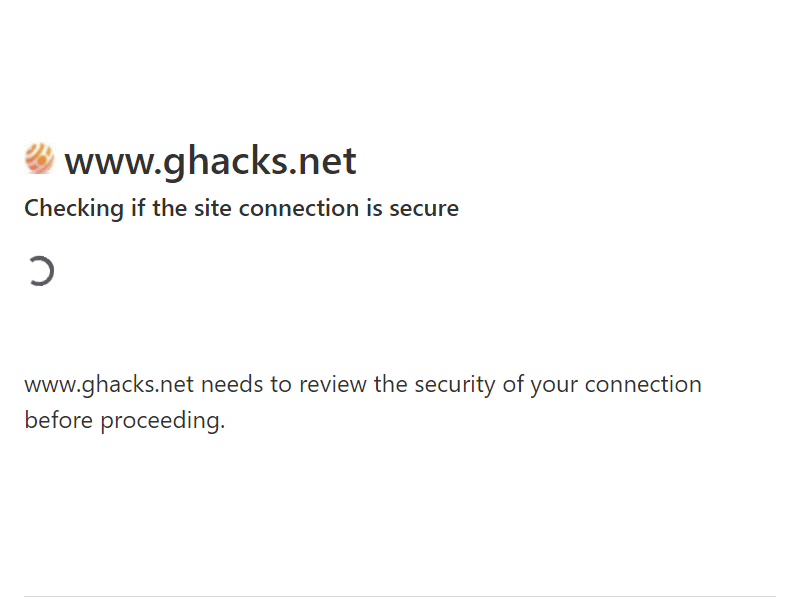 www.ghacks.net
Checking if the site connection is secure
www.ghacks.net needs to review the security of your connection
before proceeding.